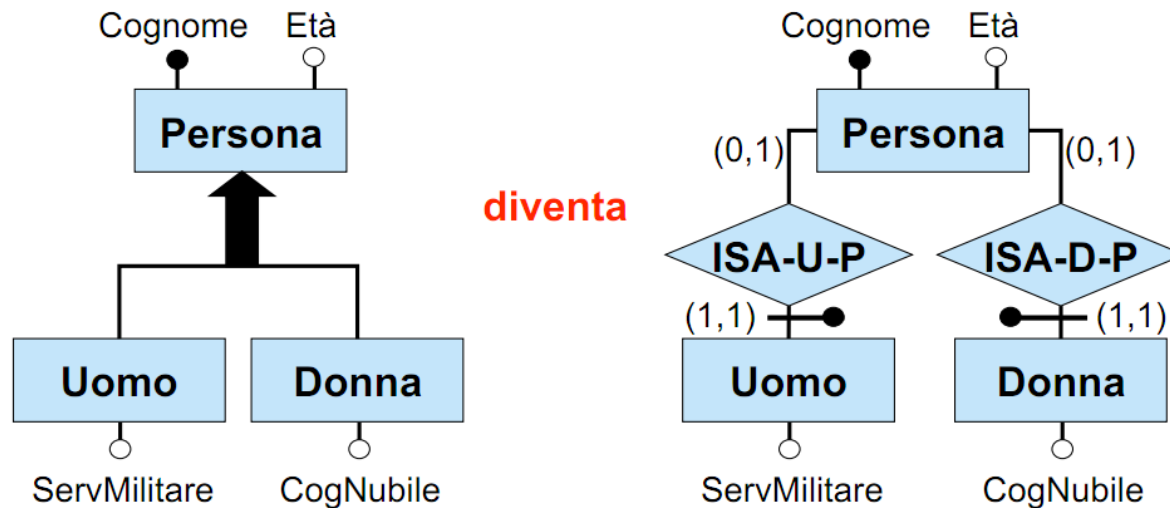 Cognome Età
Persona
Uomo Donna
ServMilitare CogNubile
diventa
Cognome Età
(0,1) Persona (0,1)
ISA-U-P ISA-D-P
(1,1) (1,1)
Uomo Donna
ServMilitare CogNubile